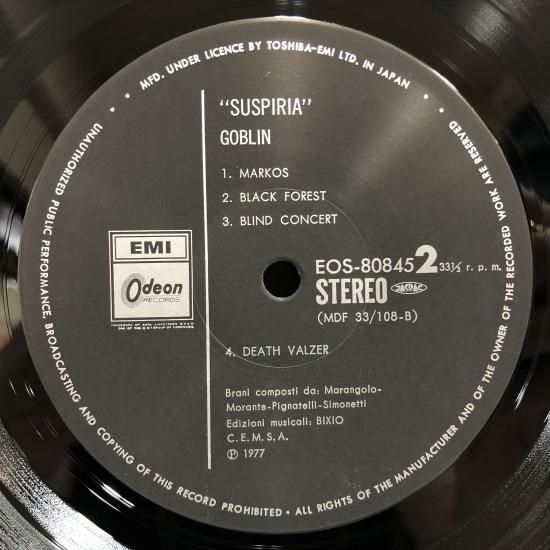 • MFD. UNDER LICENCE BY TOSHIBA-EMI LTD. IN JAPAN •
"SUSPIRIA"
GOBLIN
1. MARKOS
2. BLACK FOREST
3. BLIND CONCERT
EMI
Odeon
RECORDS
EOS-80845 2 33⅓ r. p. m.
STEREO JASRAC
(MDF 33/108-B)
4. DEATH VALZER
Brani composti da: Marangolo-
Morante-Pignatelli-Simonetti
Edizioni musicali: BIXIO
C. E. M. S. A.
Ⓟ 1977
• UNAUTHORIZED PUBLIC PERFORMANCE, BROADCASTING AND COPYING OF THIS RECORD PROHIBITED • ALL RIGHTS OF THE MANUFACTURER AND OF THE OWNER OF THE RECORDED WORK ARE RESERVED •